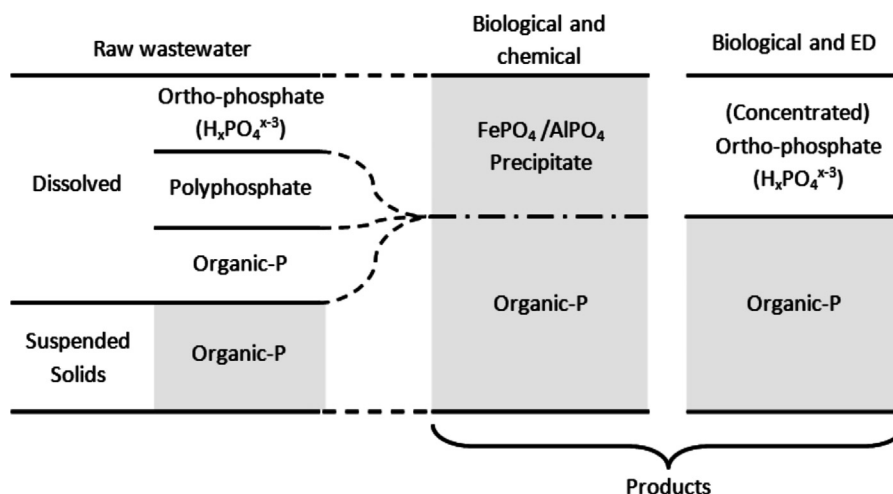 Raw wastewater
Biological and
chemical
Biological and ED
Dissolved
Ortho-phosphate
(HₓPO₄ˣ⁻³)
Polyphosphate
Organic-P
Suspended
Solids
Organic-P
FePO₄ /AlPO₄
Precipitate
Organic-P
(Concentrated)
Ortho-phosphate
(HₓPO₄ˣ⁻³)
Organic-P
Products